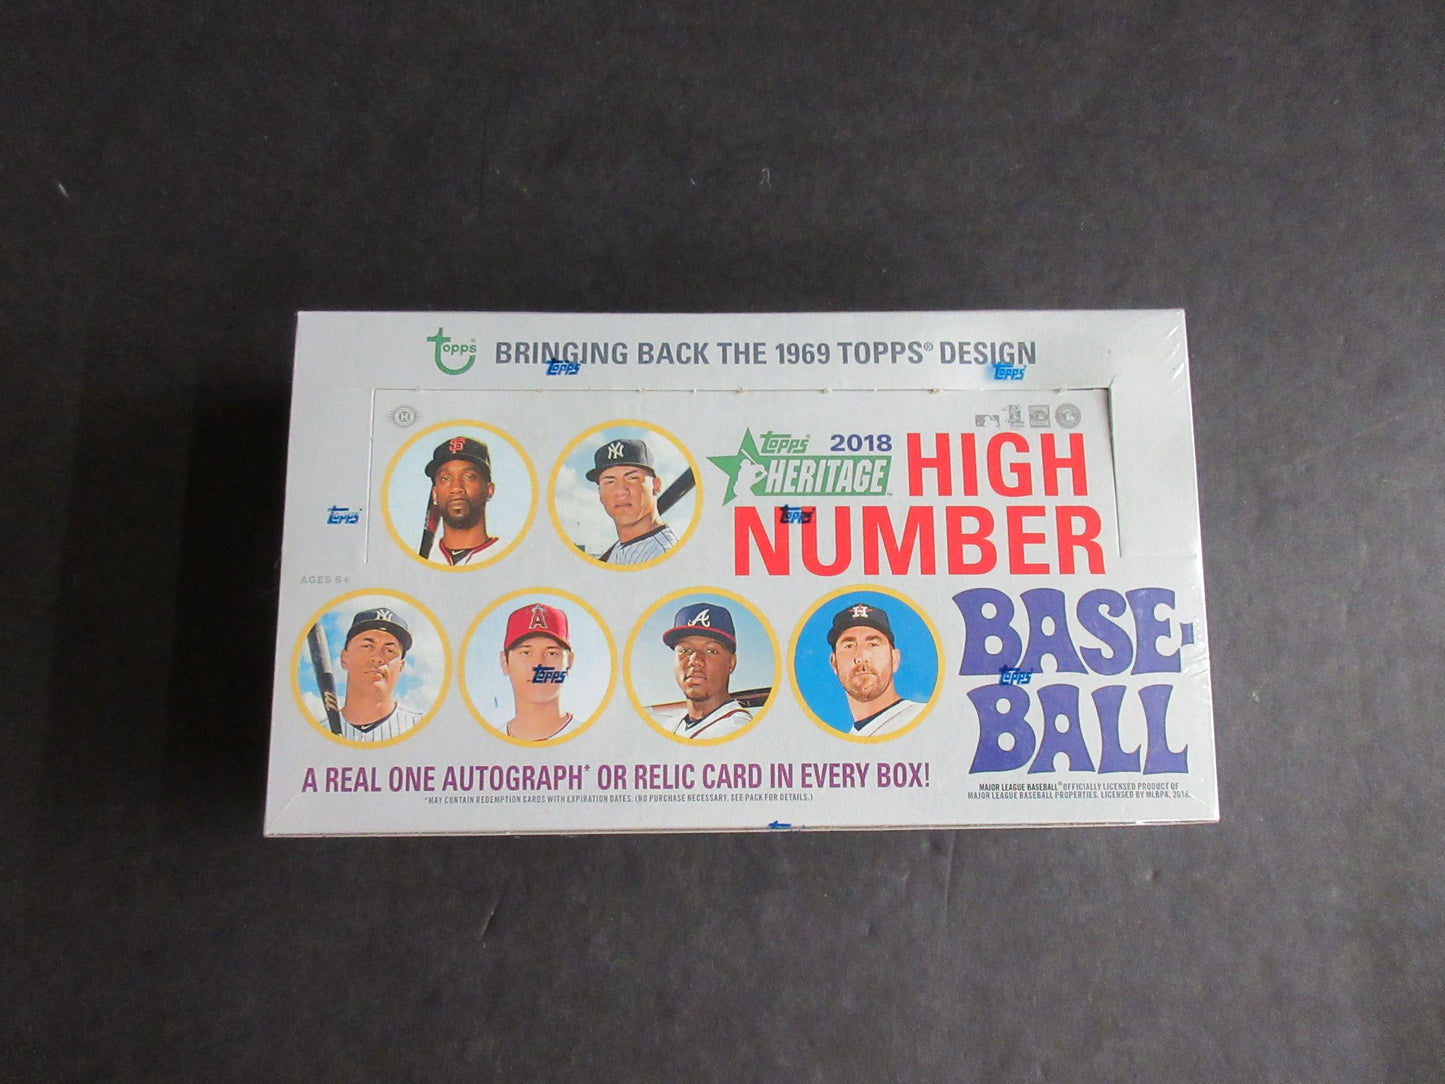 topps BRINGING BACK THE 1969 TOPPS® DESIGN
topps topps
H
topps 2018 HIGH
HERITAGE™
topps topps
NUMBER
AGES 6+
BASE-
topps topps
BALL
A REAL ONE AUTOGRAPH* OR RELIC CARD IN EVERY BOX!
*MAY CONTAIN REDEMPTION CARDS WITH EXPIRATION DATES. (NO PURCHASE NECESSARY. SEE PACK FOR DETAILS.)
MAJOR LEAGUE BASEBALL® OFFICIALLY LICENSED PRODUCT OF
MAJOR LEAGUE BASEBALL PROPERTIES. LICENSED BY MLBPA, 2018.